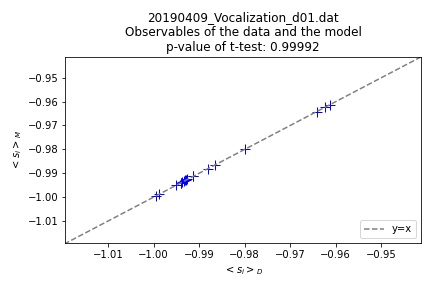 20190409_Vocalization_d01.dat
Observables of the data and the model
p-value of t-test: 0.99992
< s_i >_M
−0.95
−0.96
−0.97
−0.98
−0.99
−1.00
−1.01
y=x
−1.01 −1.00 −0.99 −0.98 −0.97 −0.96 −0.95
< s_i >_D